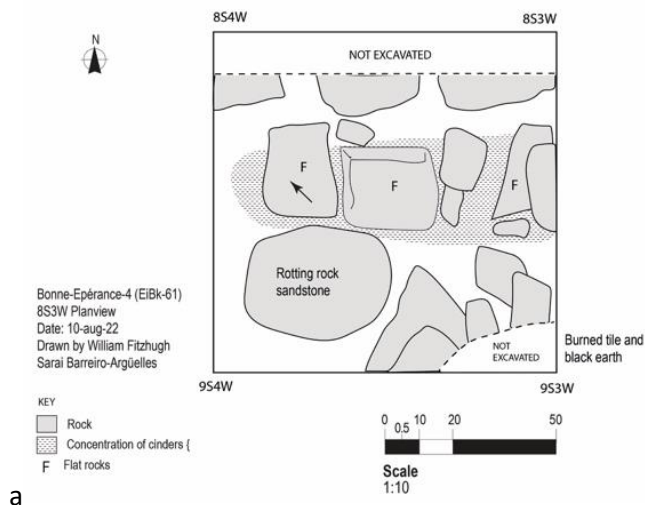 8S4W
8S3W
N
NOT EXCAVATED
F
F
F
Rotting rock
sandstone
Bonne-Epérance-4 (EiBk-61)
8S3W Planview
Date: 10-aug-22
Drawn by William Fitzhugh
Sarai Barreiro-Argüelles
NOT
EXCAVATED
Burned tile and
black earth
9S4W
9S3W
KEY
Rock
Concentration of cinders {
F Flat rocks
0 0,5 10 20 50
Scale
1:10
a